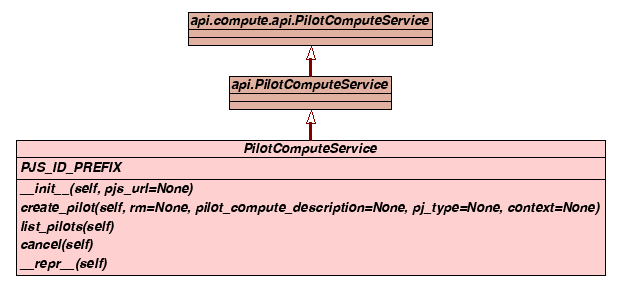 api.compute.api.PilotComputeService
api.PilotComputeService
PilotComputeService
PJS_ID_PREFIX
__init__(self, pjs_url=None)
create_pilot(self, rm=None, pilot_compute_description=None, pj_type=None, context=None)
list_pilots(self)
cancel(self)
__repr__(self)